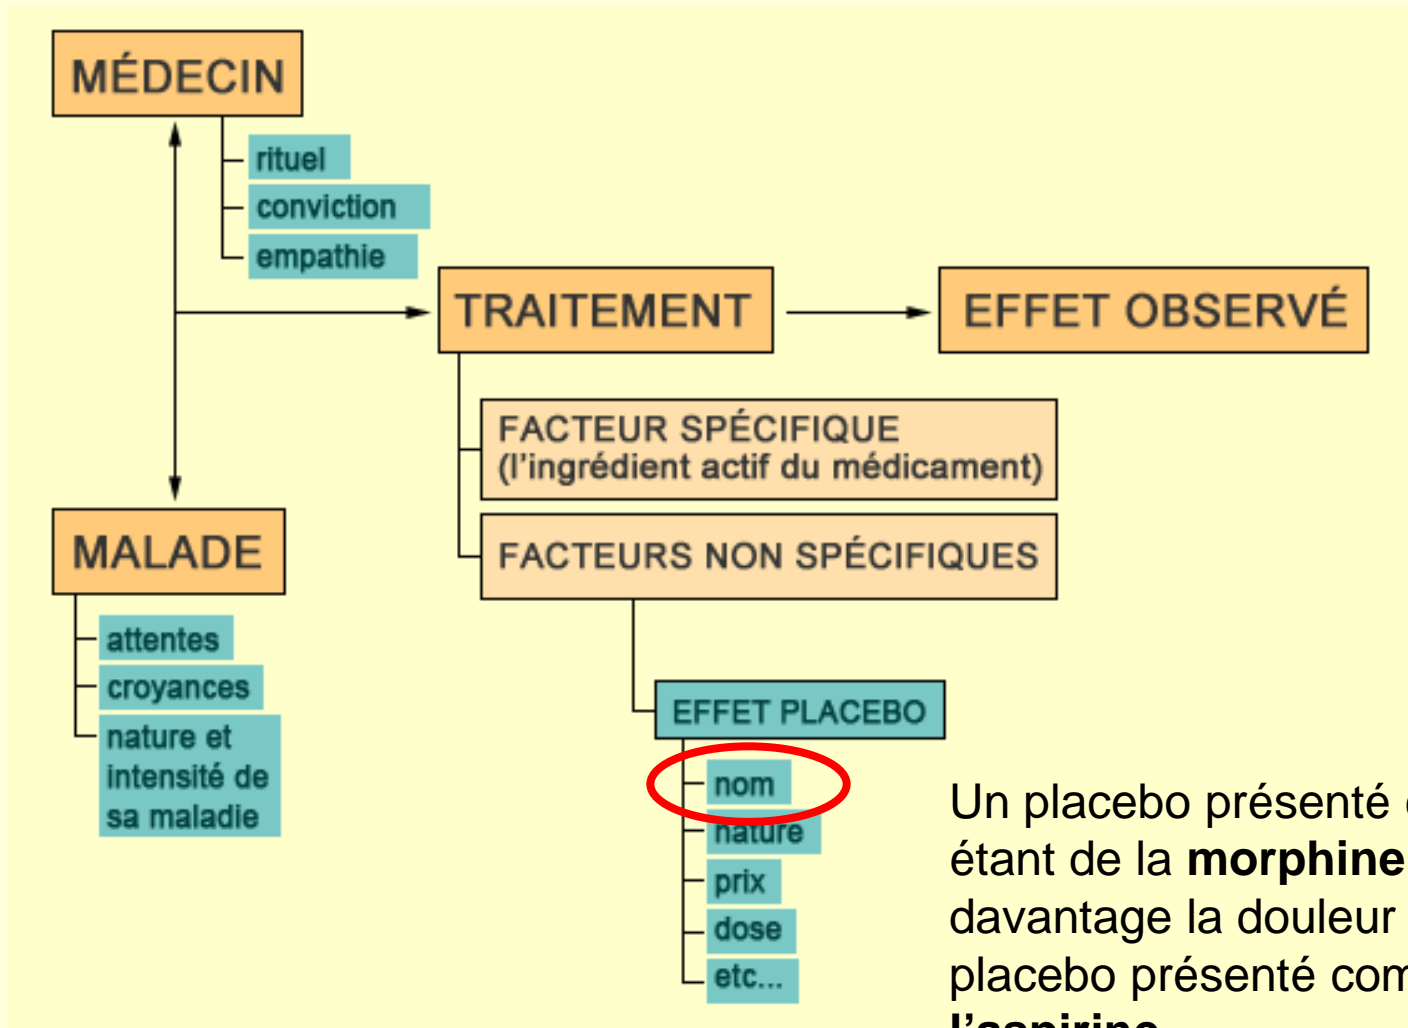 MÉDECIN
rituel
conviction
empathie
TRAITEMENT
EFFET OBSERVÉ
FACTEUR SPÉCIFIQUE
(l'ingrédient actif du médicament)
FACTEURS NON SPÉCIFIQUES
MALADE
attentes
croyances
nature et
intensité de
sa maladie
EFFET PLACEBO
nom
nature
prix
dose
etc...
Un placebo présenté
étant de la morphine
davantage la douleur
placebo présenté com
l'aspirine